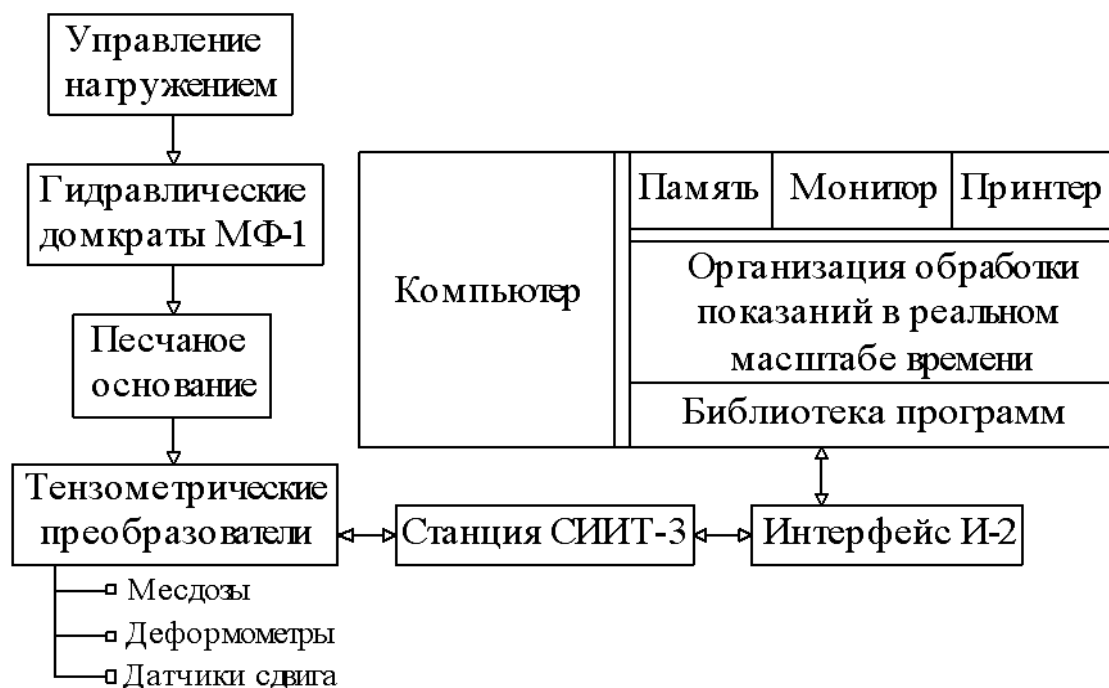 Управление
нагружением
Гидравлические
домкраты МФ-1
Песчаное
основание
Тензометрические
преобразователи
Месдозы
Деформометры
Датчики сдвига
Станция СИИТ-3
Интерфейс И-2
Компьютер
Память
Монитор
Принтер
Организация обработки
показаний в реальном
масштабе времени
Библиотека программ